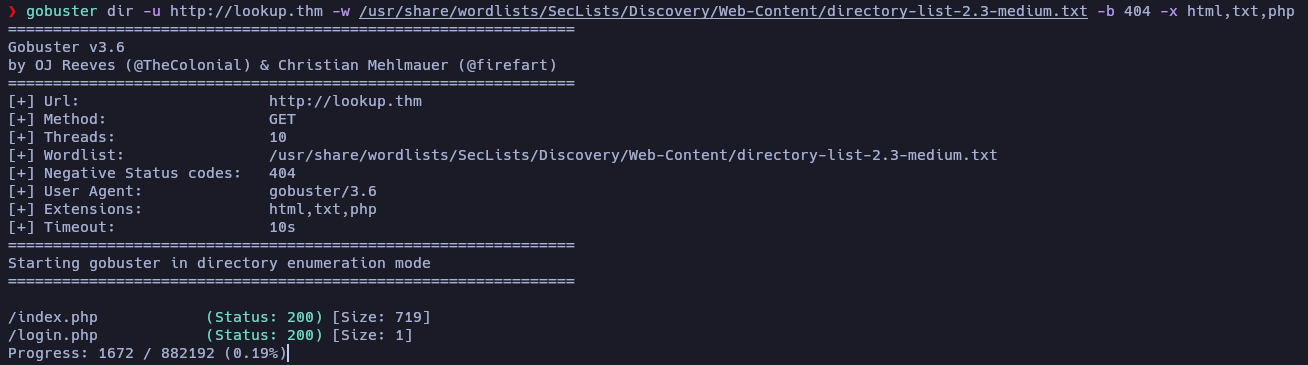 ❯ gobuster dir -u http://lookup.thm -w /usr/share/wordlists/SecLists/Discovery/Web-Content/directory-list-2.3-medium.txt -b 404 -x html,txt,php
===============================================================
Gobuster v3.6
by OJ Reeves (@TheColonial) & Christian Mehlmauer (@firefart)
===============================================================
[+] Url:                     http://lookup.thm
[+] Method:                  GET
[+] Threads:                 10
[+] Wordlist:                /usr/share/wordlists/SecLists/Discovery/Web-Content/directory-list-2.3-medium.txt
[+] Negative Status codes:   404
[+] User Agent:              gobuster/3.6
[+] Extensions:              html,txt,php
[+] Timeout:                 10s
===============================================================
Starting gobuster in directory enumeration mode
===============================================================
/index.php            (Status: 200) [Size: 719]
/login.php            (Status: 200) [Size: 1]
Progress: 1672 / 882192 (0.19%)